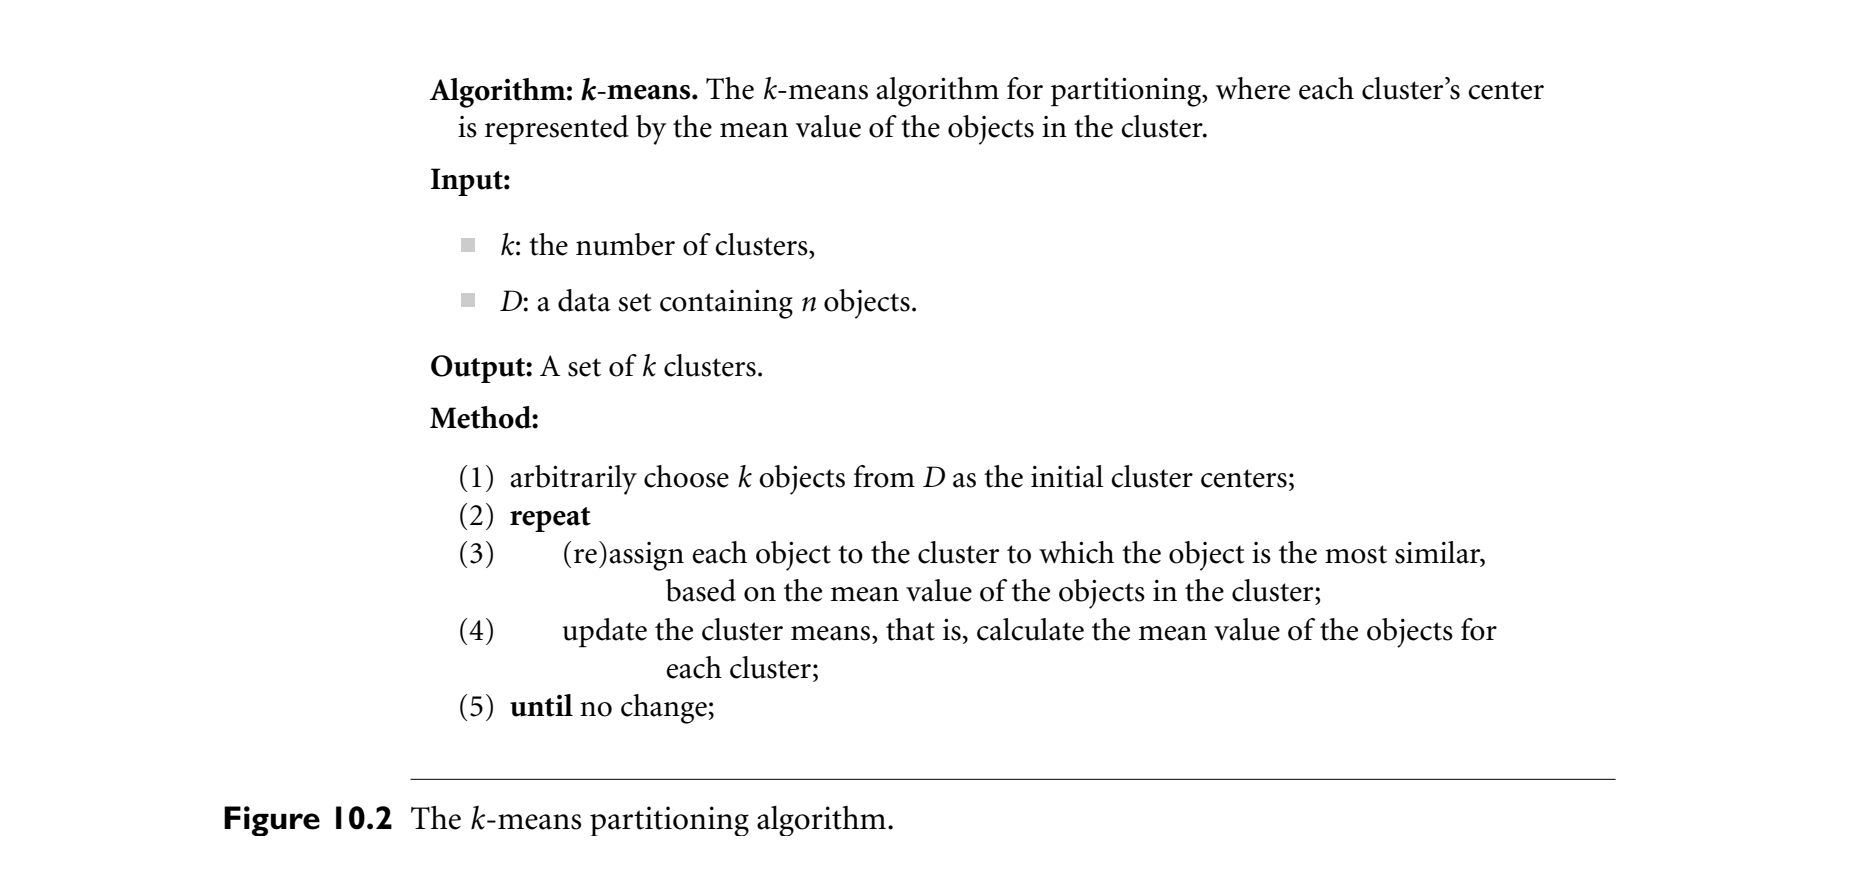 Algorithm: k-means. The k-means algorithm for partitioning, where each cluster’s center
is represented by the mean value of the objects in the cluster.
Input:
k: the number of clusters,
D: a data set containing n objects.
Output: A set of k clusters.
Method:
(1) arbitrarily choose k objects from D as the initial cluster centers;
(2) repeat
(3) (re)assign each object to the cluster to which the object is the most similar,
based on the mean value of the objects in the cluster;
(4) update the cluster means, that is, calculate the mean value of the objects for
each cluster;
(5) until no change;
Figure 10.2 The k-means partitioning algorithm.